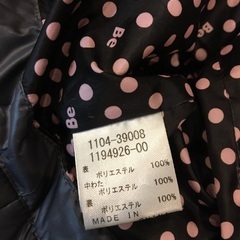 Be
Be
Be
1104-39008
1194926-00
表
ポリエステル 100%
中わた
ポリエステル 100%
裏
ポリエステル 100%
MADE IN